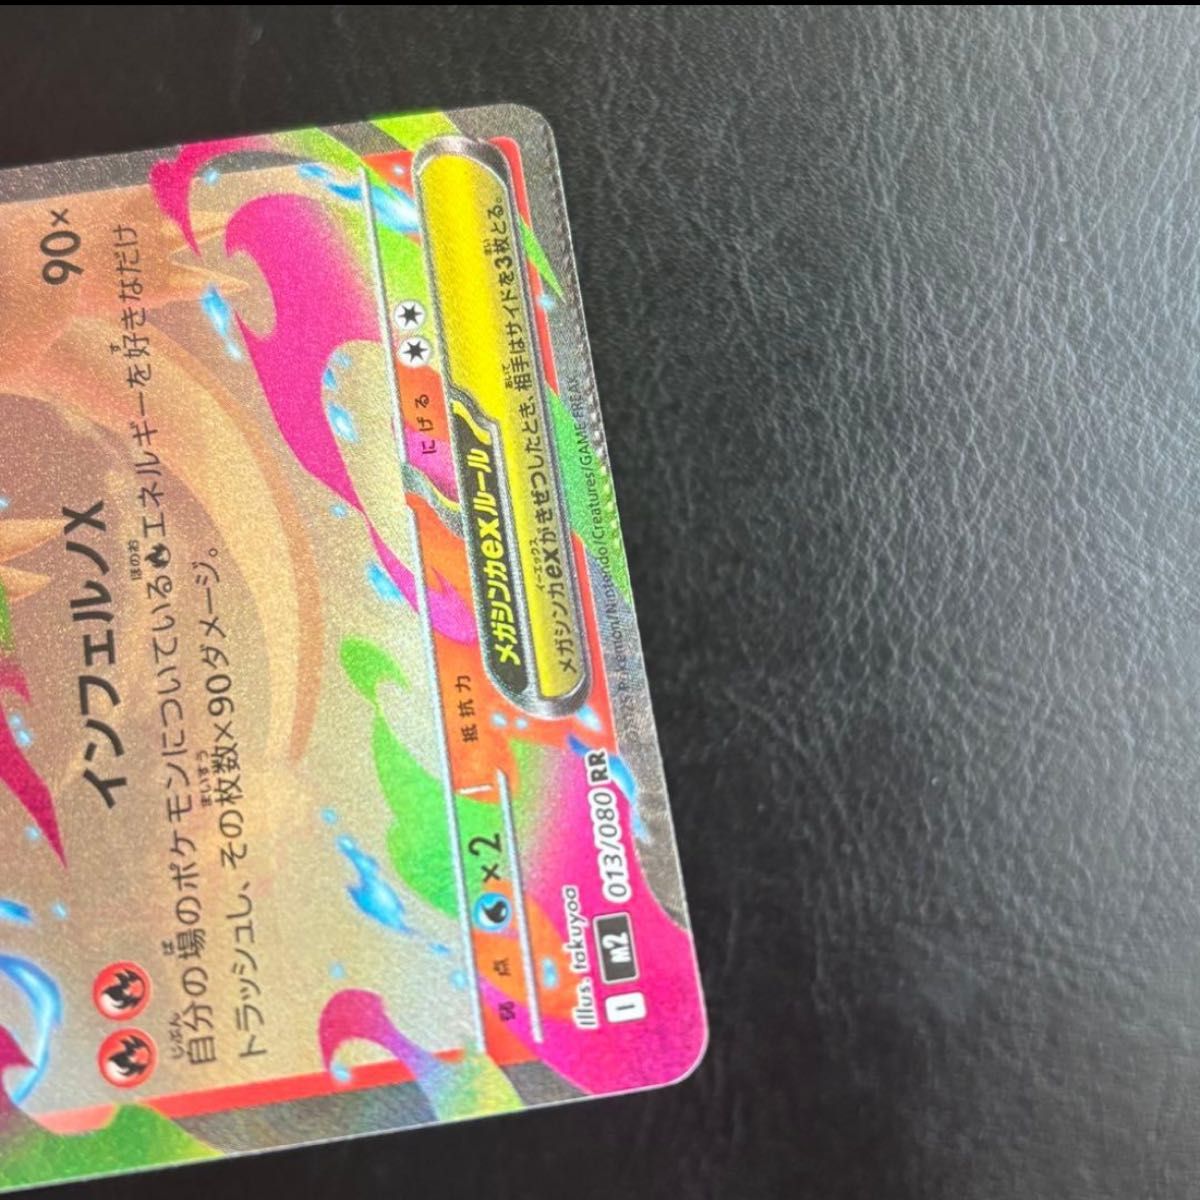 インフェルノX 90×
自分の場のポケモンについているエネルギーを好きなだけ
トラッシュし、その枚数×90ダメージ。
弱点 ×2 抵抗力 にげる
メガシンカexルール
メガシンカexがきぜつしたとき、相手はサイドを3枚とる。
Illus. takuyoa
I M2 013/080 RR
Pokémon/Nintendo/Creatures/GAME FREAK